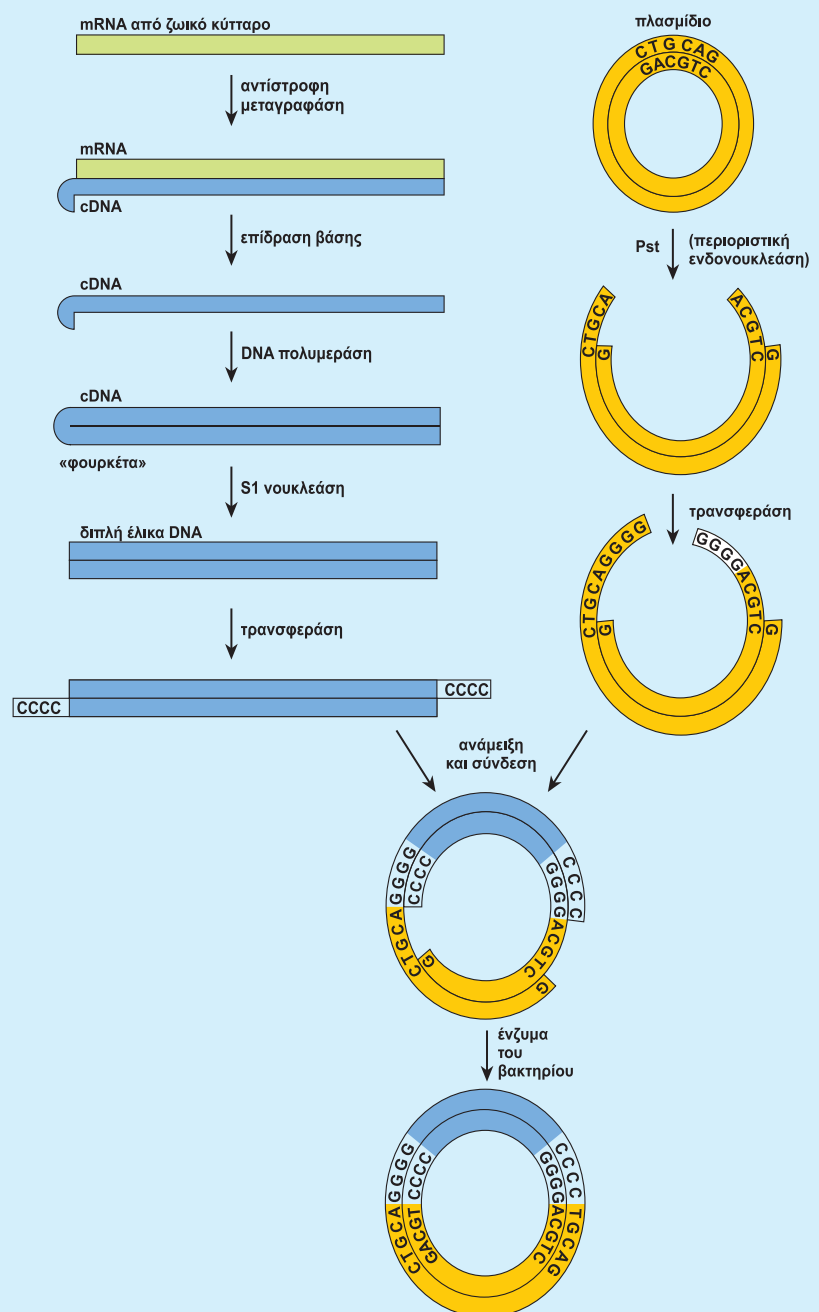 mRNA από ζωικό κύτταρο
αντίστροφη
μεταγραφάση
mRNA
cDNA
επίδραση βάσης
cDNA
DNA πολυμεράση
cDNA
«φουρκέτα»
S1 νουκλεάση
διπλή έλικα DNA
τρανσφεράση
CCCC
CCCC
πλασμίδιο
CTGCAG
GACGTC
Pst
(περιοριστική
ενδονουκλεάση)
CTGCA
G
ACGTC
G
τρανσφεράση
CTGCAGGGG
G
GGGGACGTC
G
ανάμειξη
και σύνδεση
CTGCAGGGG
CCCC
G
CCCC
GGGGACGTC
G
ένζυμα
του
βακτηρίου
CTGCAGGGG
GACGTCCCC
CCCCTGCAG
GGGGACGTC